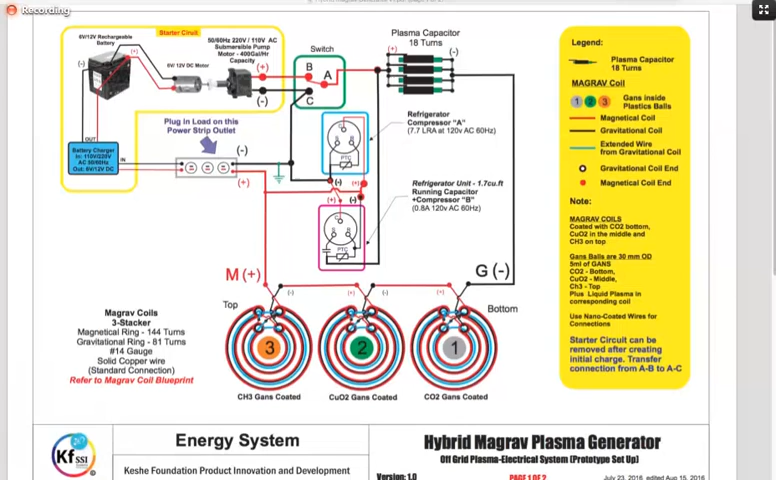 Recording
6V/12V Rechargeable
Battery
(+)
(-)
Starter Ciruit
50/60Hz 220V / 110V AC
Submersible Pump
Motor - 400Gal/Hr
Capacity
6V/ 12V DC Motor
(+)
(-)
Switch
B
A
C
Plasma Capacitor
18 Turns
(+)
(-)
Plug in Load on this
Power Strip Outlet
(-)
(+)
OUT
Battery Charger
In: 110V/220V
AC 50/60Hz
Out: 6V/12V DC
IN
Refrigerator
Compressor "A"
(7.7 LRA at 120v AC 60Hz)
C
S
R
PTC
(-)
(+)
(+)
(-)
Refrigerator Unit - 1.7cu.ft
Running Capacitor
+Compressor "B"
(0.8A 120v AC 60Hz)
C
S
R
PTC
M (+)
G (-)
(-)
(+)
(-)
(+)
Top
Bottom
3
2
1
CH3 Gans Coated
CuO2 Gans Coated
CO2 Gans Coated
Magrav Coils
3-Stacker
Magnetical Ring - 144 Turns
Gravitational Ring - 81 Turns
#14 Gauge
Solid Copper wire
(Standard Connection)
Refer to Magrav Coil Blueprint
Legend:
Plasma Capacitor
18 Turns
MAGRAV Coil
1 2 3
Gans inside
Plastics Balls
Magnetical Coil
Gravitational Coil
Extended Wire
from Gravitational Coil
Gravitational Coil End
Magnetical Coil End
Note:
MAGRAV COILS
Coated with CO2 bottom,
CuO2 in the middle and
CH3 on top
Gans Balls are 30 mm OD
5ml of GANS
CO2 - Bottom,
CuO2 - Middle,
Ch3 - Top
Plus Liquid Plasma in
corresponding coil
Use Nano-Coated Wires for
Connections
Starter Circuit can be
removed after creating
initial charge. Transfer
connection from A-B to A-C
Kf SSI
Energy System
Keshe Foundation Product Innovation and Development
Hybrid Magrav Plasma Generator
Off Grid Plasma-Electrical System (Prototype Set Up)
Version: 1.0
PAGE 1 OF 2
July 23, 2016, edited Aug 15, 2016